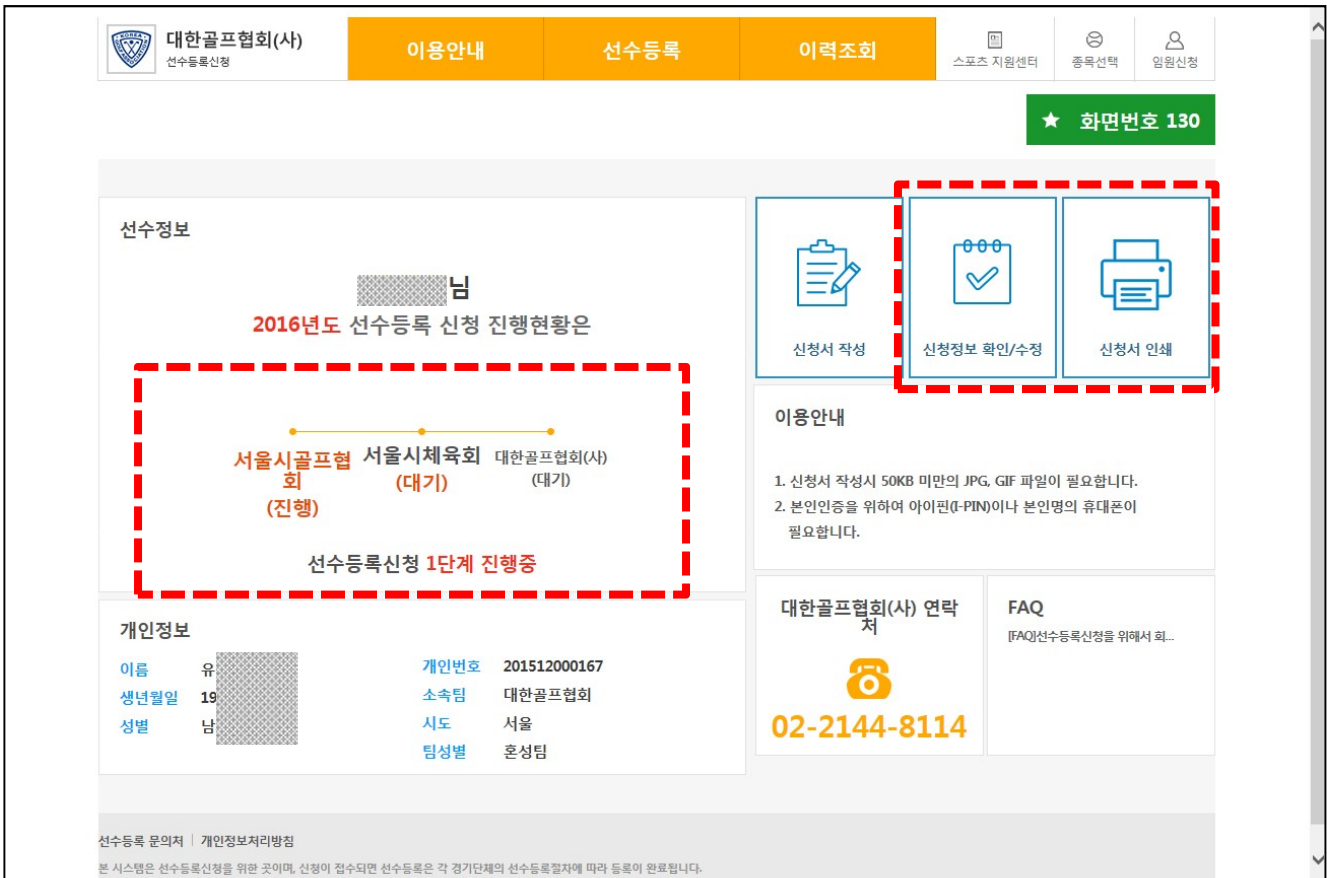 대한골프협회(사)
선수등록신청
이용안내
선수등록
이력조회
스포츠 지원센터
종목선택
임원신청
★ 화면번호 130
선수정보
님
2016년도 선수등록 신청 진행현황은
서울시골프협
회
(진행)
서울시체육회
(대기)
대한골프협회(사)
(대기)
선수등록신청 1단계 진행중
신청서 작성
신청정보 확인/수정
신청서 인쇄
이용안내
1. 신청서 작성시 50KB 미만의 JPG, GIF 파일이 필요합니다.
2. 본인인증을 위하여 아이핀(I-PIN)이나 본인명의 휴대폰이
필요합니다.
개인정보
이름 유
생년월일 19
성별 남
개인번호 201512000167
소속팀 대한골프협회
시도 서울
팀성별 혼성팀
대한골프협회(사) 연락
처
02-2144-8114
FAQ
[FAQ]선수등록신청을 위해서 회...
선수등록 문의처 | 개인정보처리방침
본 시스템은 선수등록신청을 위한 곳이며, 신청이 접수되면 선수등록은 각 경기단체의 선수등록절차에 따라 등록이 완료됩니다.